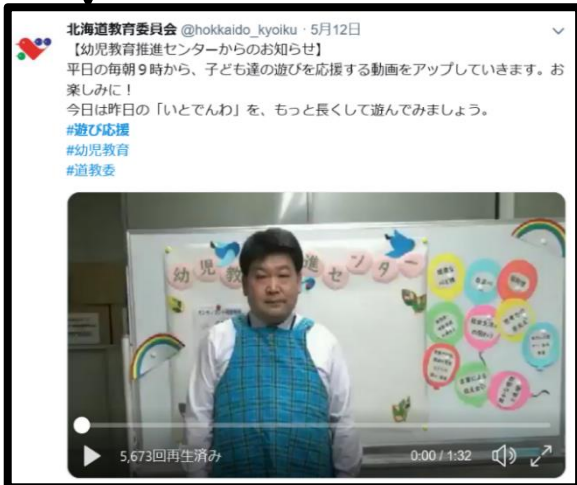 北海道教育委員会 @hokkaido_kyoiku · 5月12日
【幼児教育推進センターからのお知らせ】
平日の毎朝9時から、子ども達の遊びを応援する動画をアップしていきます。お
楽しみに！
今日は昨日の「いとでんわ」を、もっと長くして遊んでみましょう。
#遊び応援
#幼児教育
#道教委
幼児教 進センター
5,673回再生済み
0:00 / 1:32